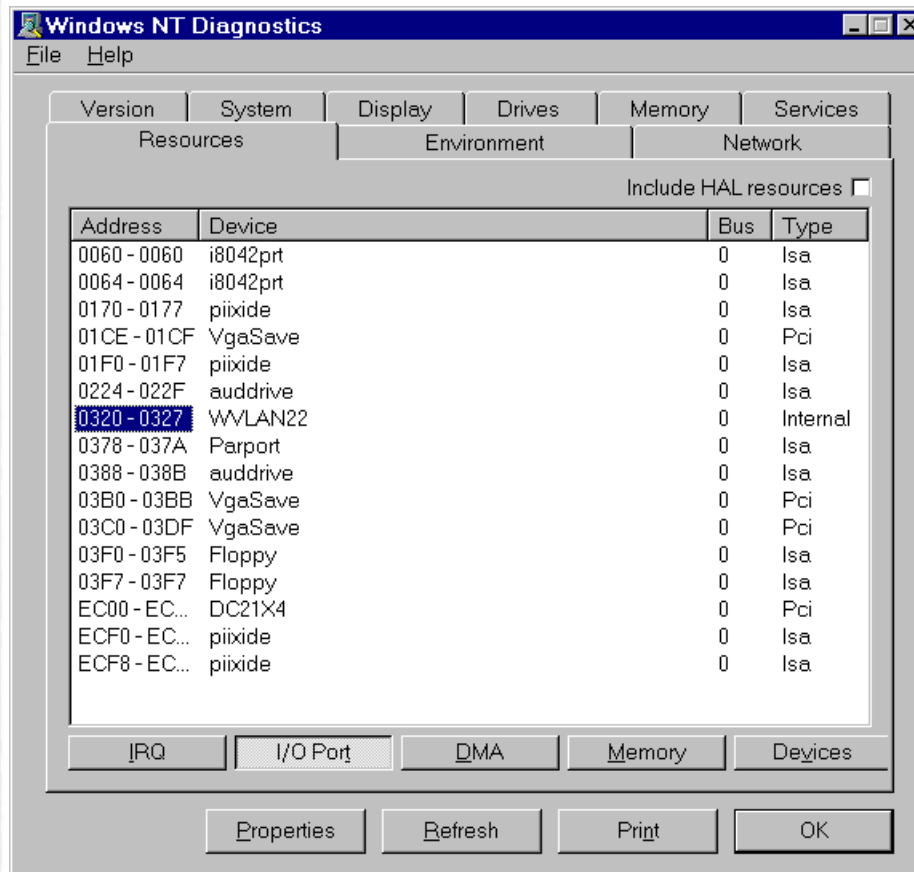 Windows NT Diagnostics
File Help
Version System Display Drives Memory Services
Resources Environment Network
Include HAL resources
Address Device Bus Type
0060 - 0060 i8042prt 0 Isa
0064 - 0064 i8042prt 0 Isa
0170 - 0177 piixide 0 Isa
01CE - 01CF VgaSave 0 Pci
01F0 - 01F7 piixide 0 Isa
0224 - 022F auddrive 0 Isa
0320 - 0327 WVLAN22 0 Internal
0378 - 037A Parport 0 Isa
0388 - 038B auddrive 0 Isa
03B0 - 03BB VgaSave 0 Pci
03C0 - 03DF VgaSave 0 Pci
03F0 - 03F5 Floppy 0 Isa
03F7 - 03F7 Floppy 0 Isa
EC00 - EC... DC21X4 0 Pci
ECF0 - EC... piixide 0 Isa
ECF8 - EC... piixide 0 Isa
IRQ I/O Port DMA Memory Devices
Properties Refresh Print OK